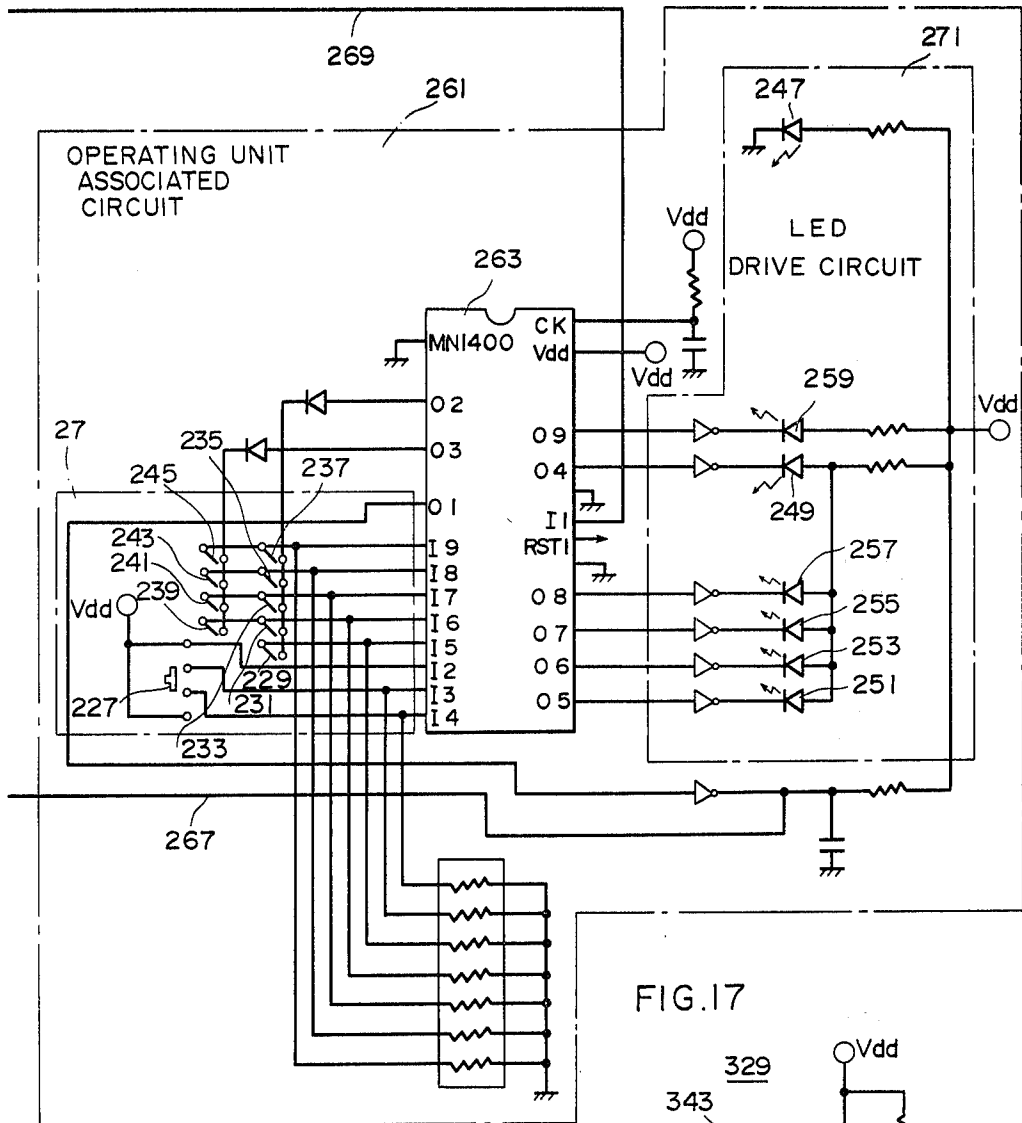 269
261
271
247
OPERATING UNIT
ASSOCIATED
CIRCUIT
Vdd
LED
DRIVE CIRCUIT
263
CK
MN1400
Vdd
Vdd
259
Vdd
27
235
237
O2
O3
O1
O9
O4
249
I1
RST1
245
243
241
239
Vdd
I9
I8
I7
I6
I5
I2
I3
I4
O8
O7
O6
O5
257
255
253
251
227
229
231
233
267
FIG.17
329
Vdd
343